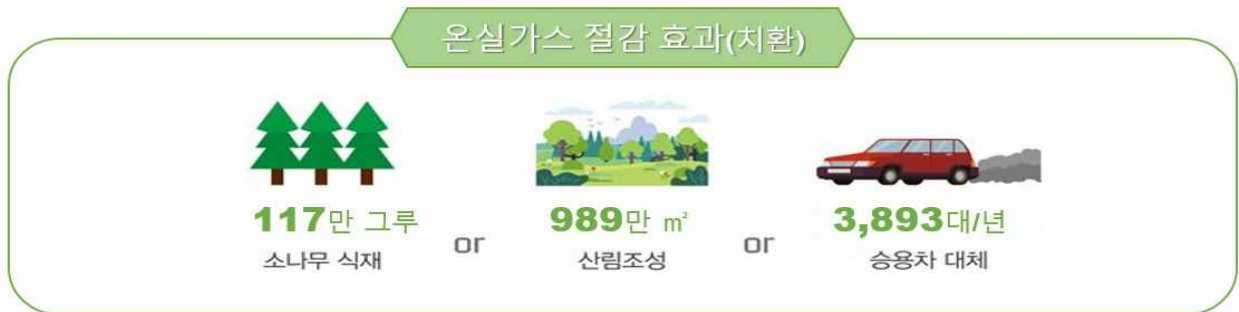 온실가스 절감 효과(치환)
117만 그루
소나무 식재
or
989만 ㎡
산림조성
or
3,893대/년
승용차 대체